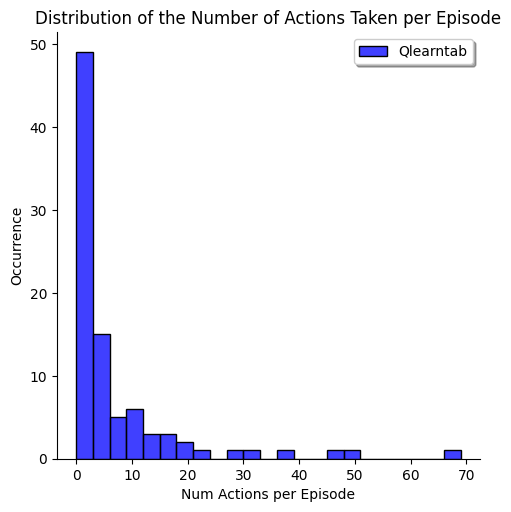 Distribution of the Number of Actions Taken per Episode
Qlearntab
50
40
30
20
10
0
Occurrence
0 10 20 30 40 50 60 70
Num Actions per Episode